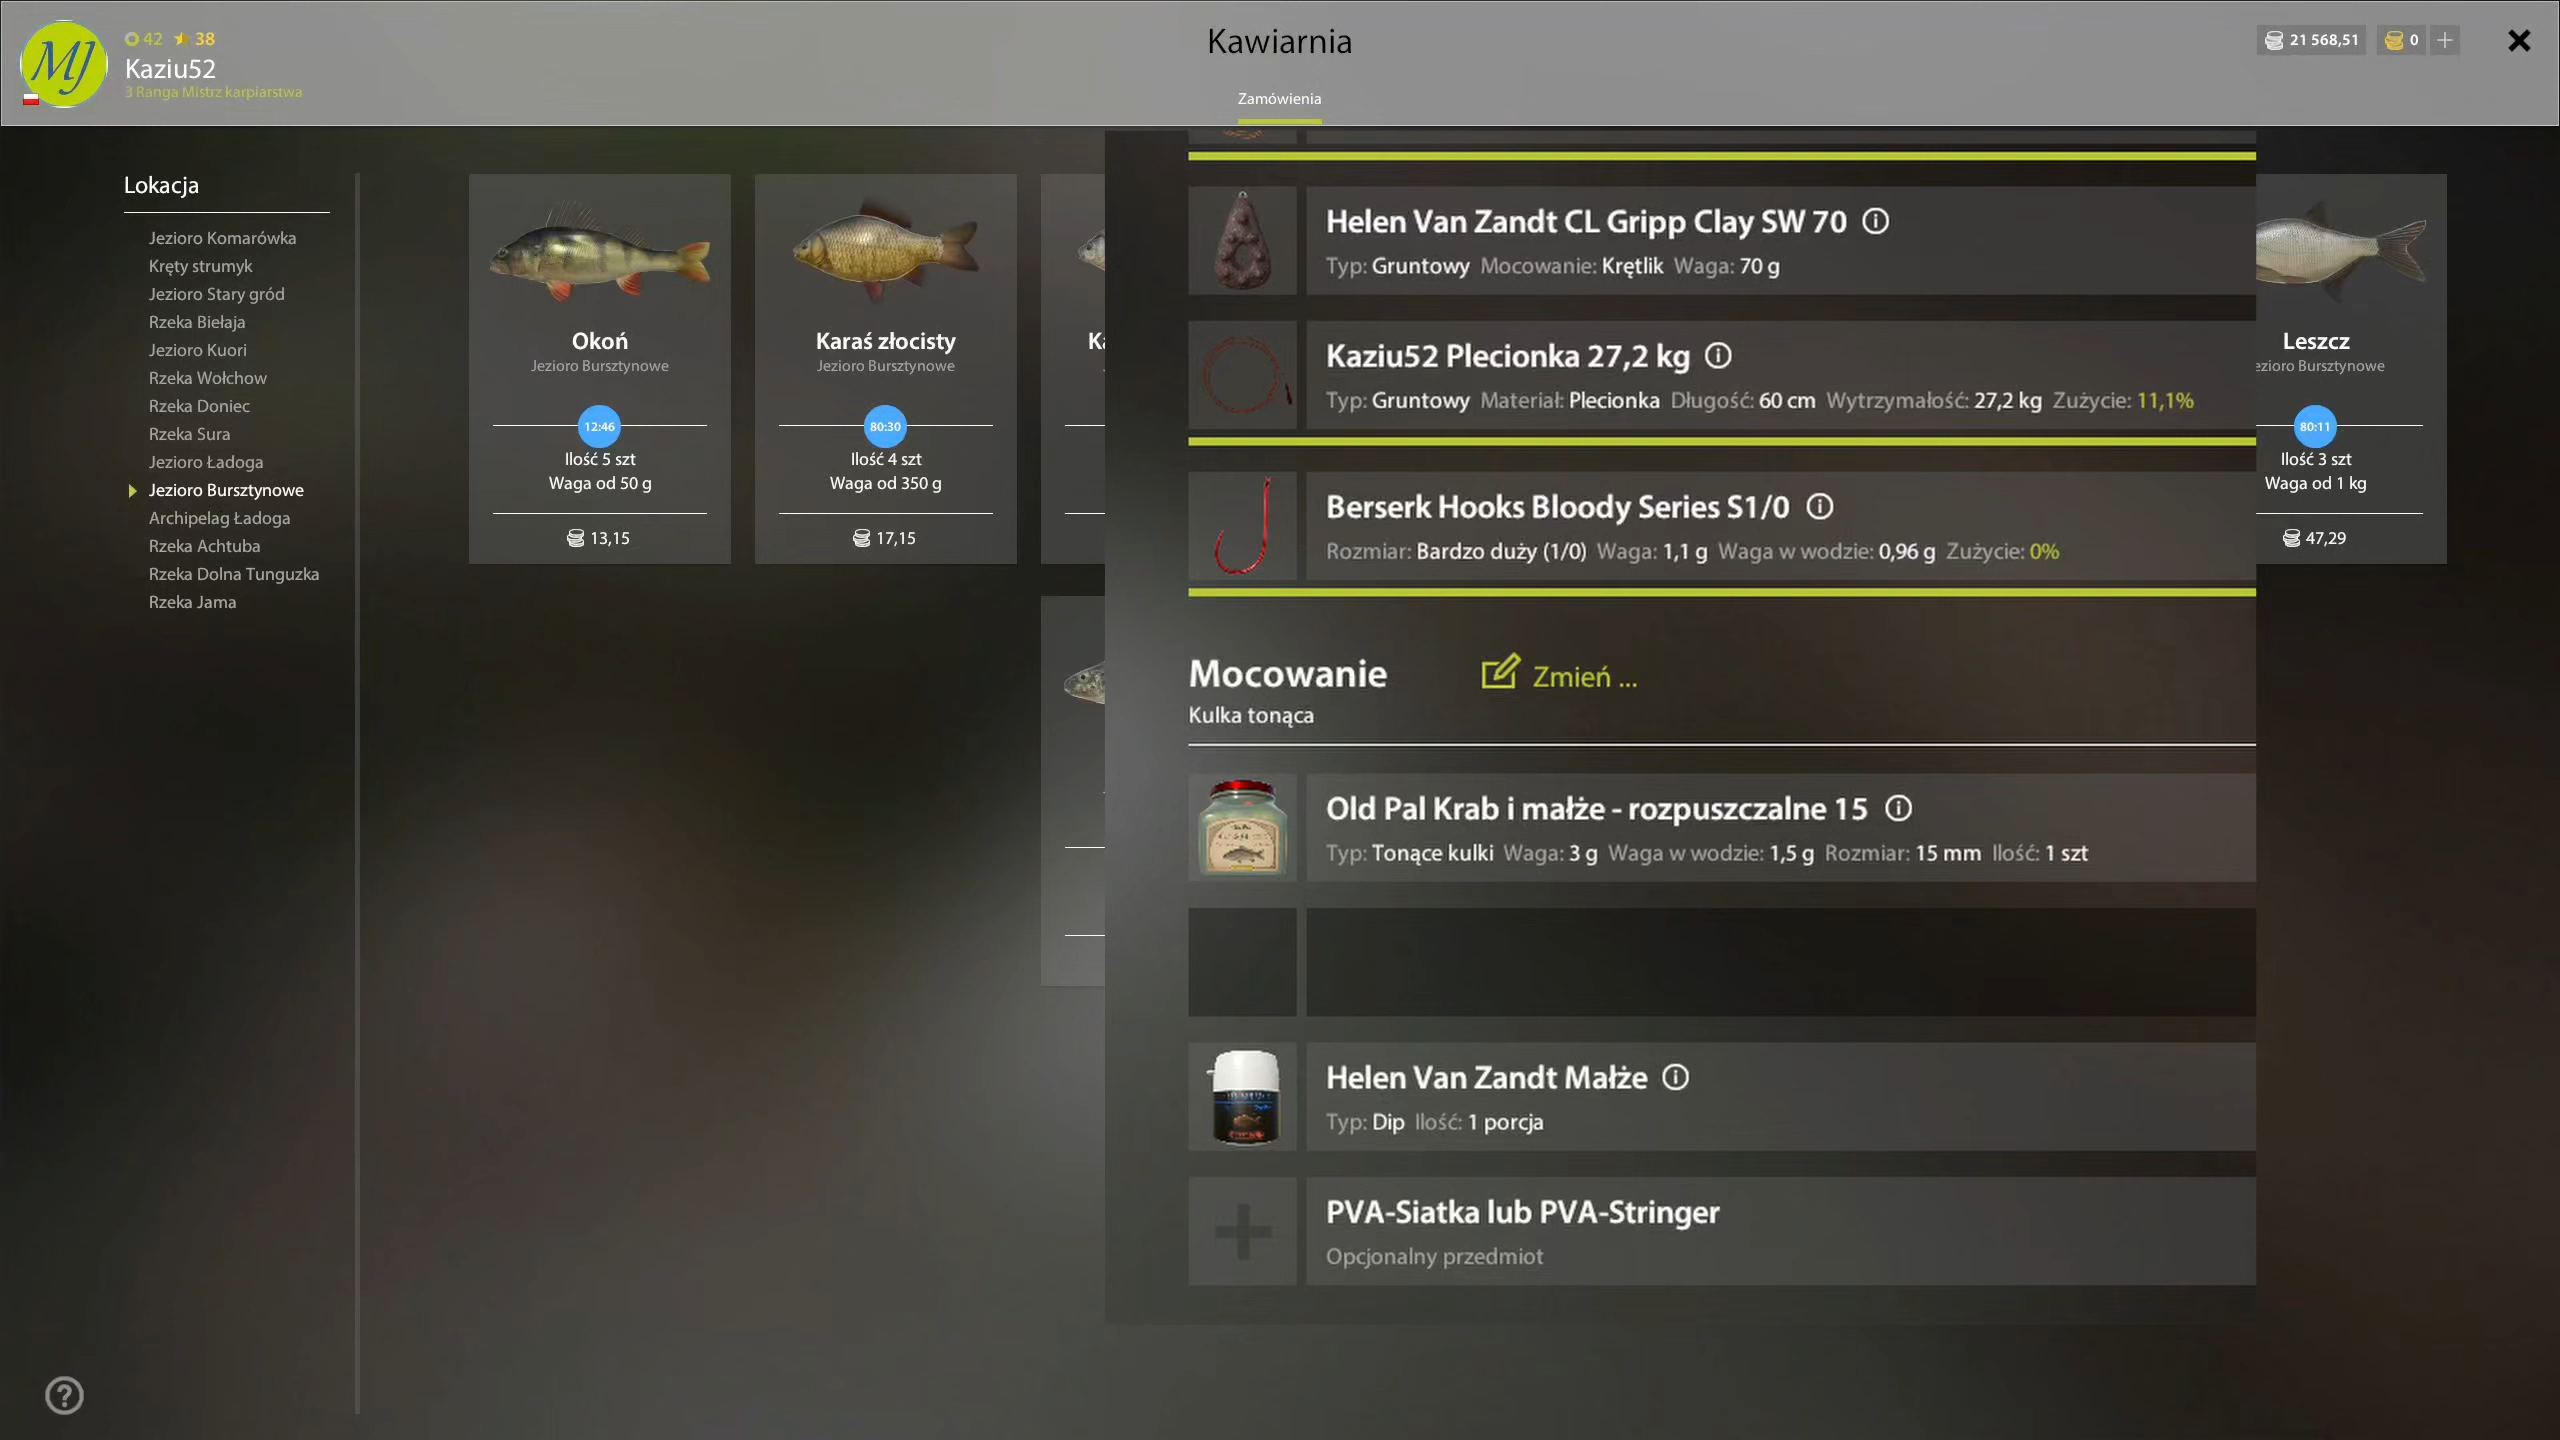 MJ
42 38
Kaziu52
3 Ranga Mistrz karpiarstwa
Kawiarnia
Zamówienia
21 568,51
0
Lokacja
Jezioro Komarówka
Kręty strumyk
Jezioro Stary gród
Rzeka Biełaja
Jezioro Kuori
Rzeka Wołchow
Rzeka Doniec
Rzeka Sura
Jezioro Ładoga
Jezioro Bursztynowe
Archipelag Ładoga
Rzeka Achtuba
Rzeka Dolna Tunguzka
Rzeka Jama
Okoń
Jezioro Bursztynowe
12:46
Ilość 5 szt
Waga od 50 g
13,15
Karaś złocisty
Jezioro Bursztynowe
80:30
Ilość 4 szt
Waga od 350 g
17,15
Ka
Helen Van Zandt CL Gripp Clay SW 70
Typ: Gruntowy Mocowanie: Krętlik Waga: 70 g
Kaziu52 Plecionka 27,2 kg
Typ: Gruntowy Materiał: Plecionka Długość: 60 cm Wytrzymałość: 27,2 kg Zużycie: 11,1%
Berserk Hooks Bloody Series S1/0
Rozmiar: Bardzo duży (1/0) Waga: 1,1 g Waga w wodzie: 0,96 g Zużycie: 0%
Mocowanie Zmień ...
Kulka tonąca
Old Pal Krab i małże - rozpuszczalne 15
Typ: Tonące kulki Waga: 3 g Waga w wodzie: 1,5 g Rozmiar: 15 mm Ilość: 1 szt
Helen Van Zandt Małże
Typ: Dip Ilość: 1 porcja
PVA-Siatka lub PVA-Stringer
Opcjonalny przedmiot
Leszcz
ezioro Bursztynowe
80:11
Ilość 3 szt
Waga od 1 kg
47,29